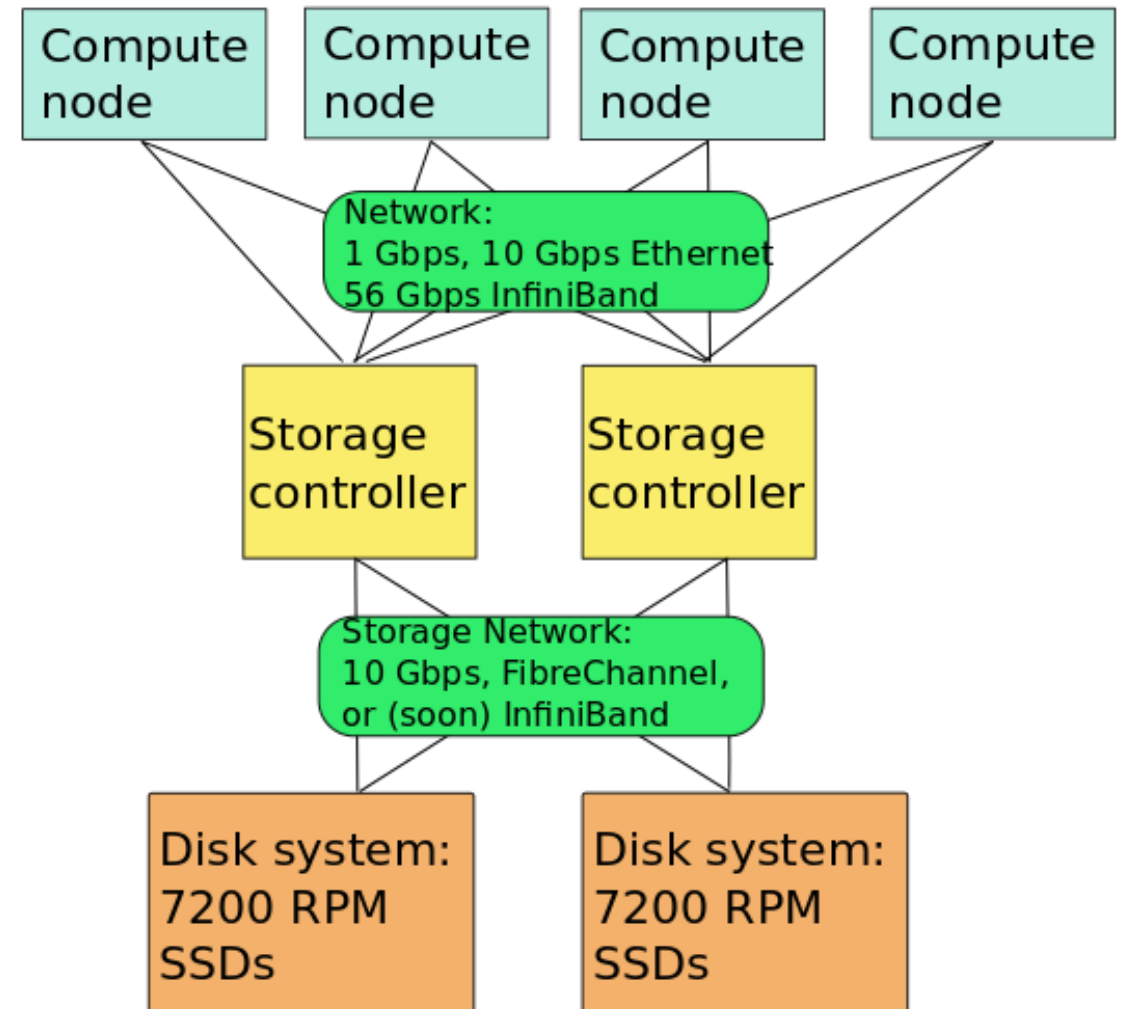 Compute
node
Compute
node
Compute
node
Compute
node
Network:
1 Gbps, 10 Gbps Ethernet
56 Gbps InfiniBand
Storage
controller
Storage
controller
Storage Network:
10 Gbps, FibreChannel,
or (soon) InfiniBand
Disk system:
7200 RPM
SSDs
Disk system:
7200 RPM
SSDs